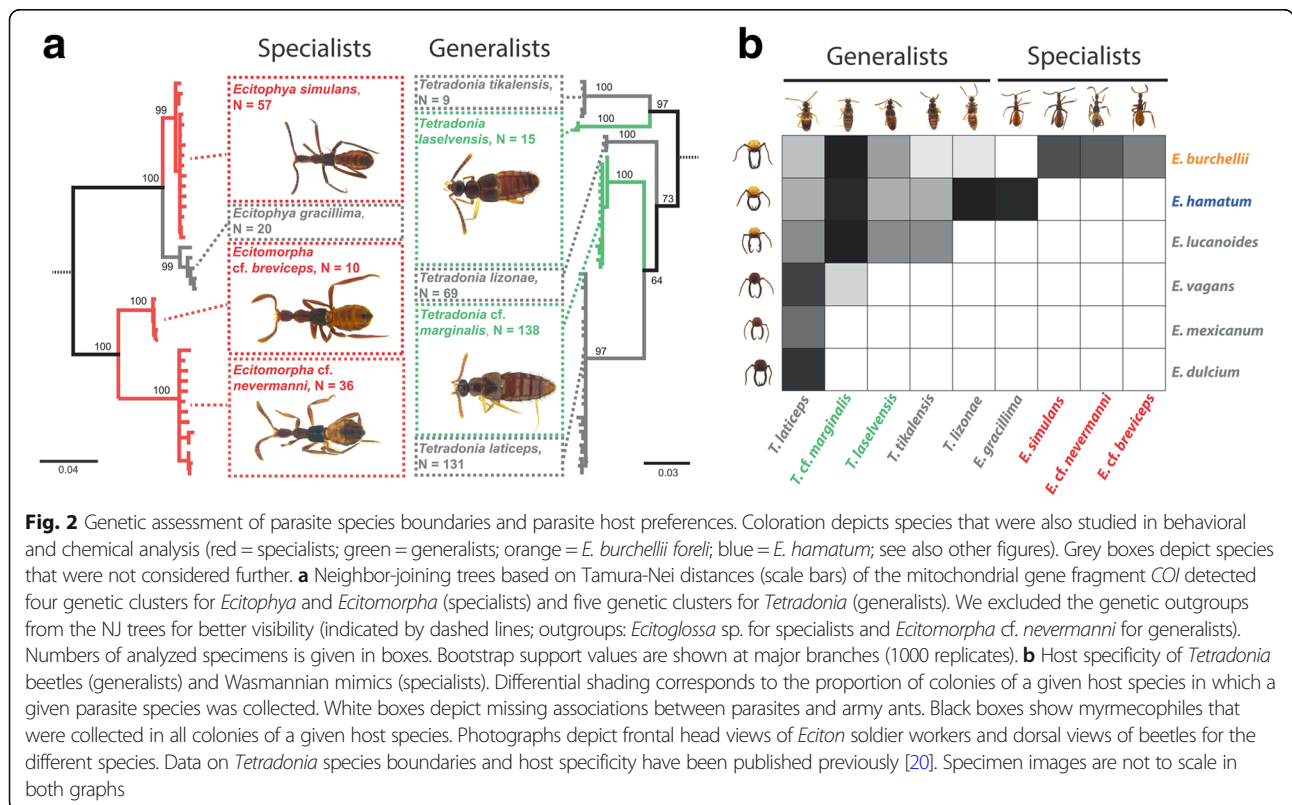 a
Specialists
Generalists
Ecitophya simulans,
N = 57
Ecitophya gracillima,
N = 20
Ecitomorpha
cf. breviceps, N = 10
Ecitomorpha cf.
nevermanni, N = 36
Tetradonia tikalensis,
N = 9
Tetradonia
laselvensis, N = 15
Tetradonia lizonae,
N = 69
Tetradonia cf.
marginalis, N = 138
Tetradonia laticeps,
N = 131
99
100
99
100
100
100
100
97
100
73
64
97
0.04
0.03
b
Generalists
Specialists
E. burchellii
E. hamatum
E. lucanoides
E. vagans
E. mexicanum
E. dulcium
T. laticeps
T. cf. marginalis
T. laselvensis
T. tikalensis
T. lizonae
E. gracillima
E. simulans
E. cf. nevermanni
E. cf. breviceps
Fig. 2 Genetic assessment of parasite species boundaries and parasite host preferences. Coloration depicts species that were also studied in behavioral
and chemical analysis (red = specialists; green = generalists; orange = E. burchellii foreli; blue = E. hamatum; see also other figures). Grey boxes depict species
that were not considered further. a Neighbor-joining trees based on Tamura-Nei distances (scale bars) of the mitochondrial gene fragment COI detected
four genetic clusters for Ecitophya and Ecitomorpha (specialists) and five genetic clusters for Tetradonia (generalists). We excluded the genetic outgroups
from the NJ trees for better visibility (indicated by dashed lines; outgroups: Ecitoglossa sp. for specialists and Ecitomorpha cf. nevermanni for generalists).
Numbers of analyzed specimens is given in boxes. Bootstrap support values are shown at major branches (1000 replicates). b Host specificity of Tetradonia
beetles (generalists) and Wasmannian mimics (specialists). Differential shading corresponds to the proportion of colonies of a given host species in which a
given parasite species was collected. White boxes depict missing associations between parasites and army ants. Black boxes show myrmecophiles that
were collected in all colonies of a given host species. Photographs depict frontal head views of Eciton soldier workers and dorsal views of beetles for the
different species. Data on Tetradonia species boundaries and host specificity have been published previously [20]. Specimen images are not to scale in
both graphs